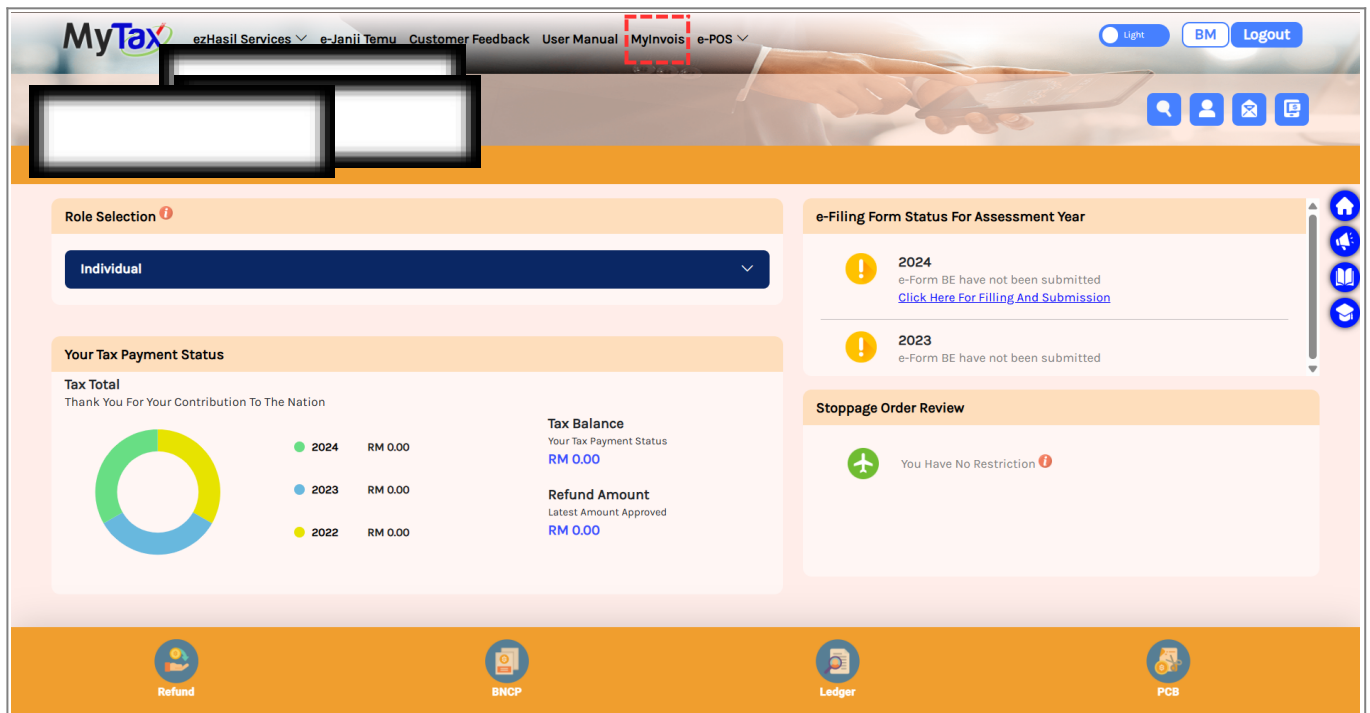 MyTax
ezHasil Services e-Janji Temu Customer Feedback User Manual MyInvois e-POS
Light BM Logout
Role Selection i
Individual
Your Tax Payment Status
Tax Total
Thank You For Your Contribution To The Nation
2024 RM 0.00
2023 RM 0.00
2022 RM 0.00
Tax Balance
Your Tax Payment Status
RM 0.00
Refund Amount
Latest Amount Approved
RM 0.00
e-Filing Form Status For Assessment Year
2024
e-Form BE have not been submitted
Click Here For Filling And Submission
2023
e-Form BE have not been submitted
Stoppage Order Review
You Have No Restriction i
Refund
BNCP
Ledger
PCB